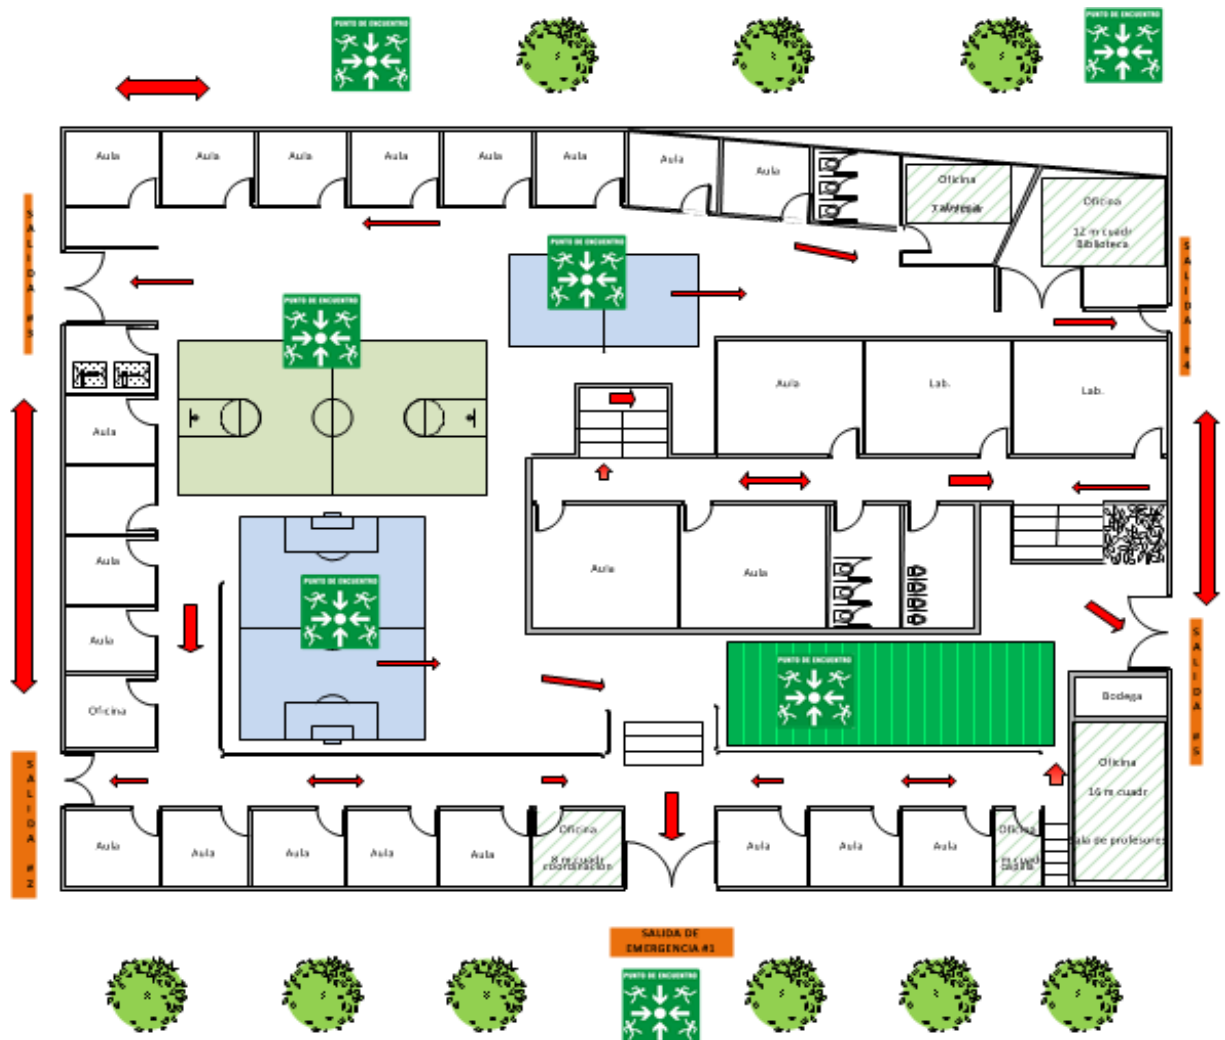 PUNTO DE ENCUENTRO
PUNTO DE ENCUENTRO
Aula
Aula
Aula
Aula
Aula
Aula
Aula
Aula
Oficina
Oficina
12 m cuadr
Biblioteca
SALIDA #3
PUNTO DE ENCUENTRO
SALIDA #4
PUNTO DE ENCUENTRO
Aula
Lab.
Lab.
Aula
Aula
Aula
Aula
PUNTO DE ENCUENTRO
Aula
SALIDA #5
PUNTO DE ENCUENTRO
Oficina
Bodega
SALIDA #2
Oficina
16 m cuadr
sala de profesores
Aula
Aula
Aula
Aula
Aula
Oficina
8 m cuadr
coordinación
Aula
Aula
Aula
Oficina
m cuadr
capilla
SALIDA DE
EMERGENCIA #1
PUNTO DE ENCUENTRO